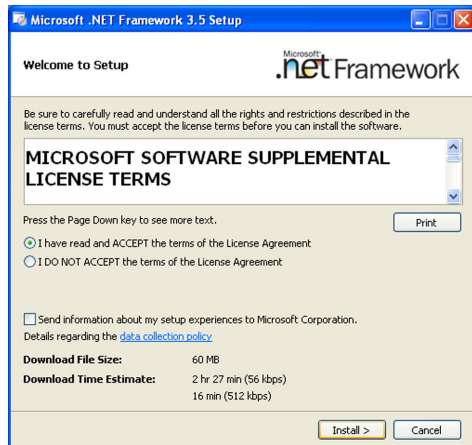 Microsoft .NET Framework 3.5 Setup
Welcome to Setup
Microsoft
.net Framework
Be sure to carefully read and understand all the rights and restrictions described in the
license terms. You must accept the license terms before you can install the software.
MICROSOFT SOFTWARE SUPPLEMENTAL
LICENSE TERMS
Press the Page Down key to see more text.
Print
I have read and ACCEPT the terms of the License Agreement
I DO NOT ACCEPT the terms of the License Agreement
Send information about my setup experiences to Microsoft Corporation.
Details regarding the data collection policy
Download File Size: 60 MB
Download Time Estimate: 2 hr 27 min (56 kbps)
16 min (512 kbps)
Install > Cancel